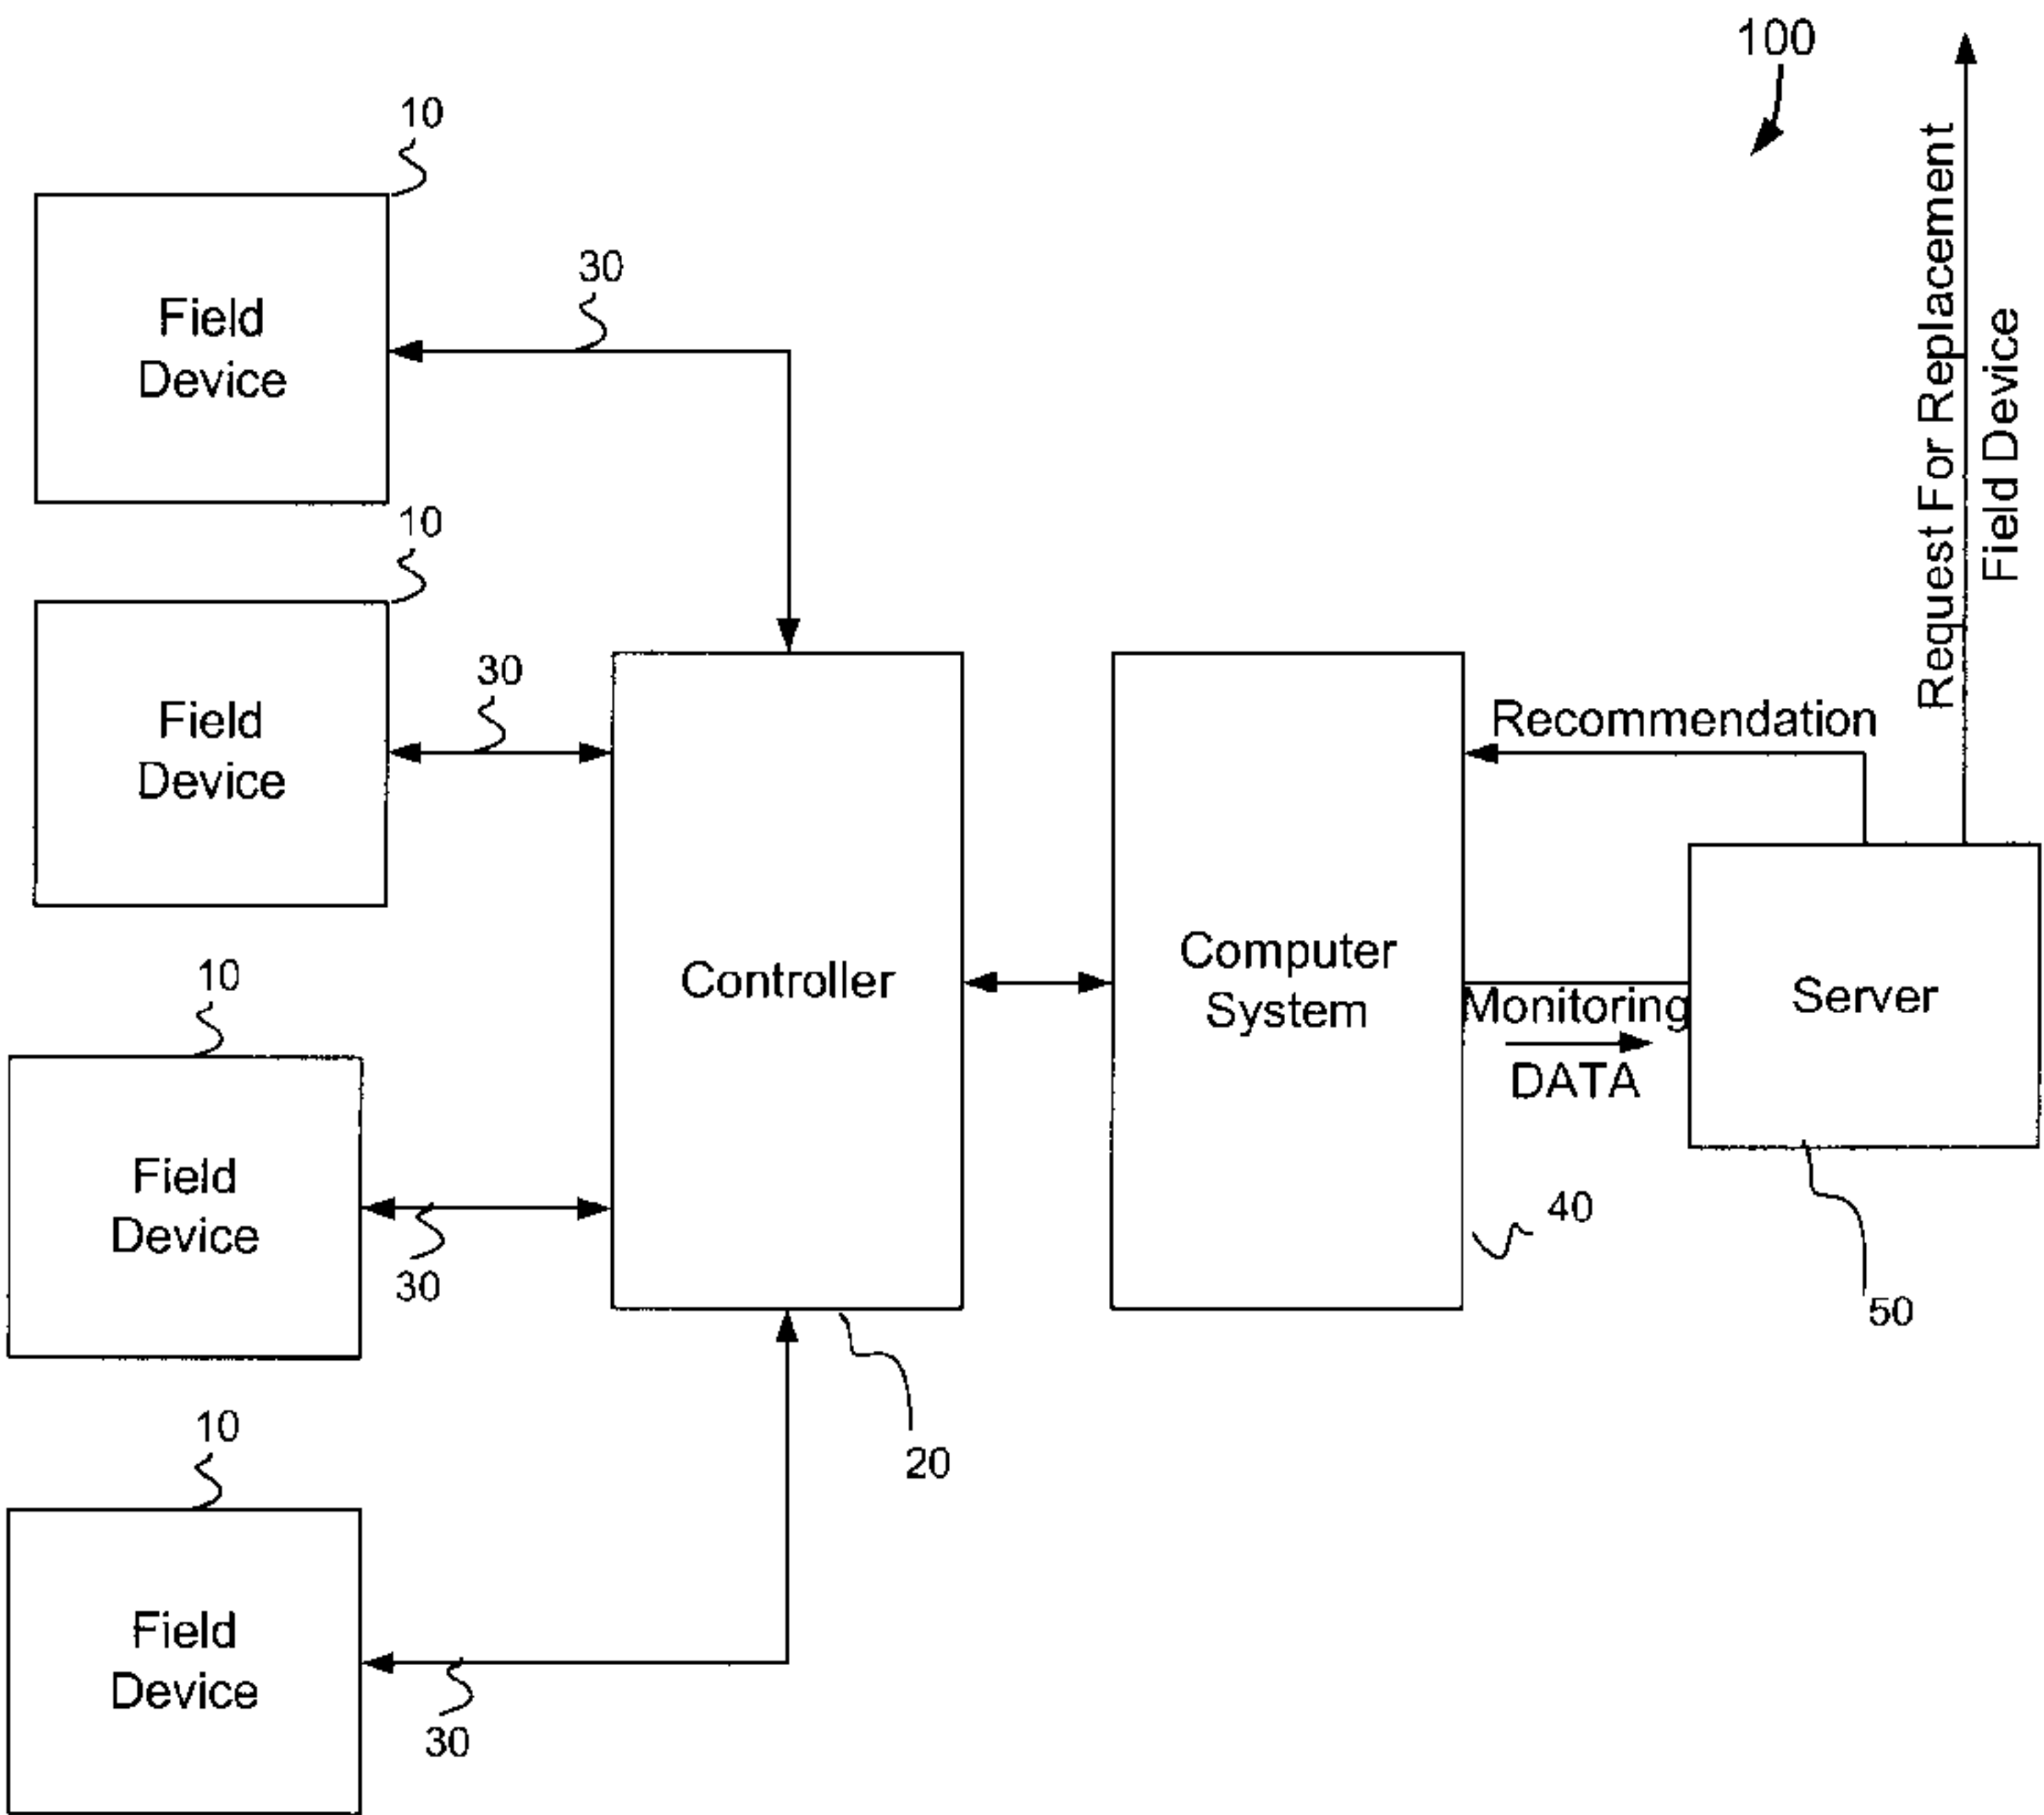 100
10
Field
Device
30
10
Field
Device
30
10
Field
Device
30
10
Field
Device
30
Controller
20
Computer
System
40
Recommendation
Monitoring
DATA
Server
50
Request For Replacement
Field Device